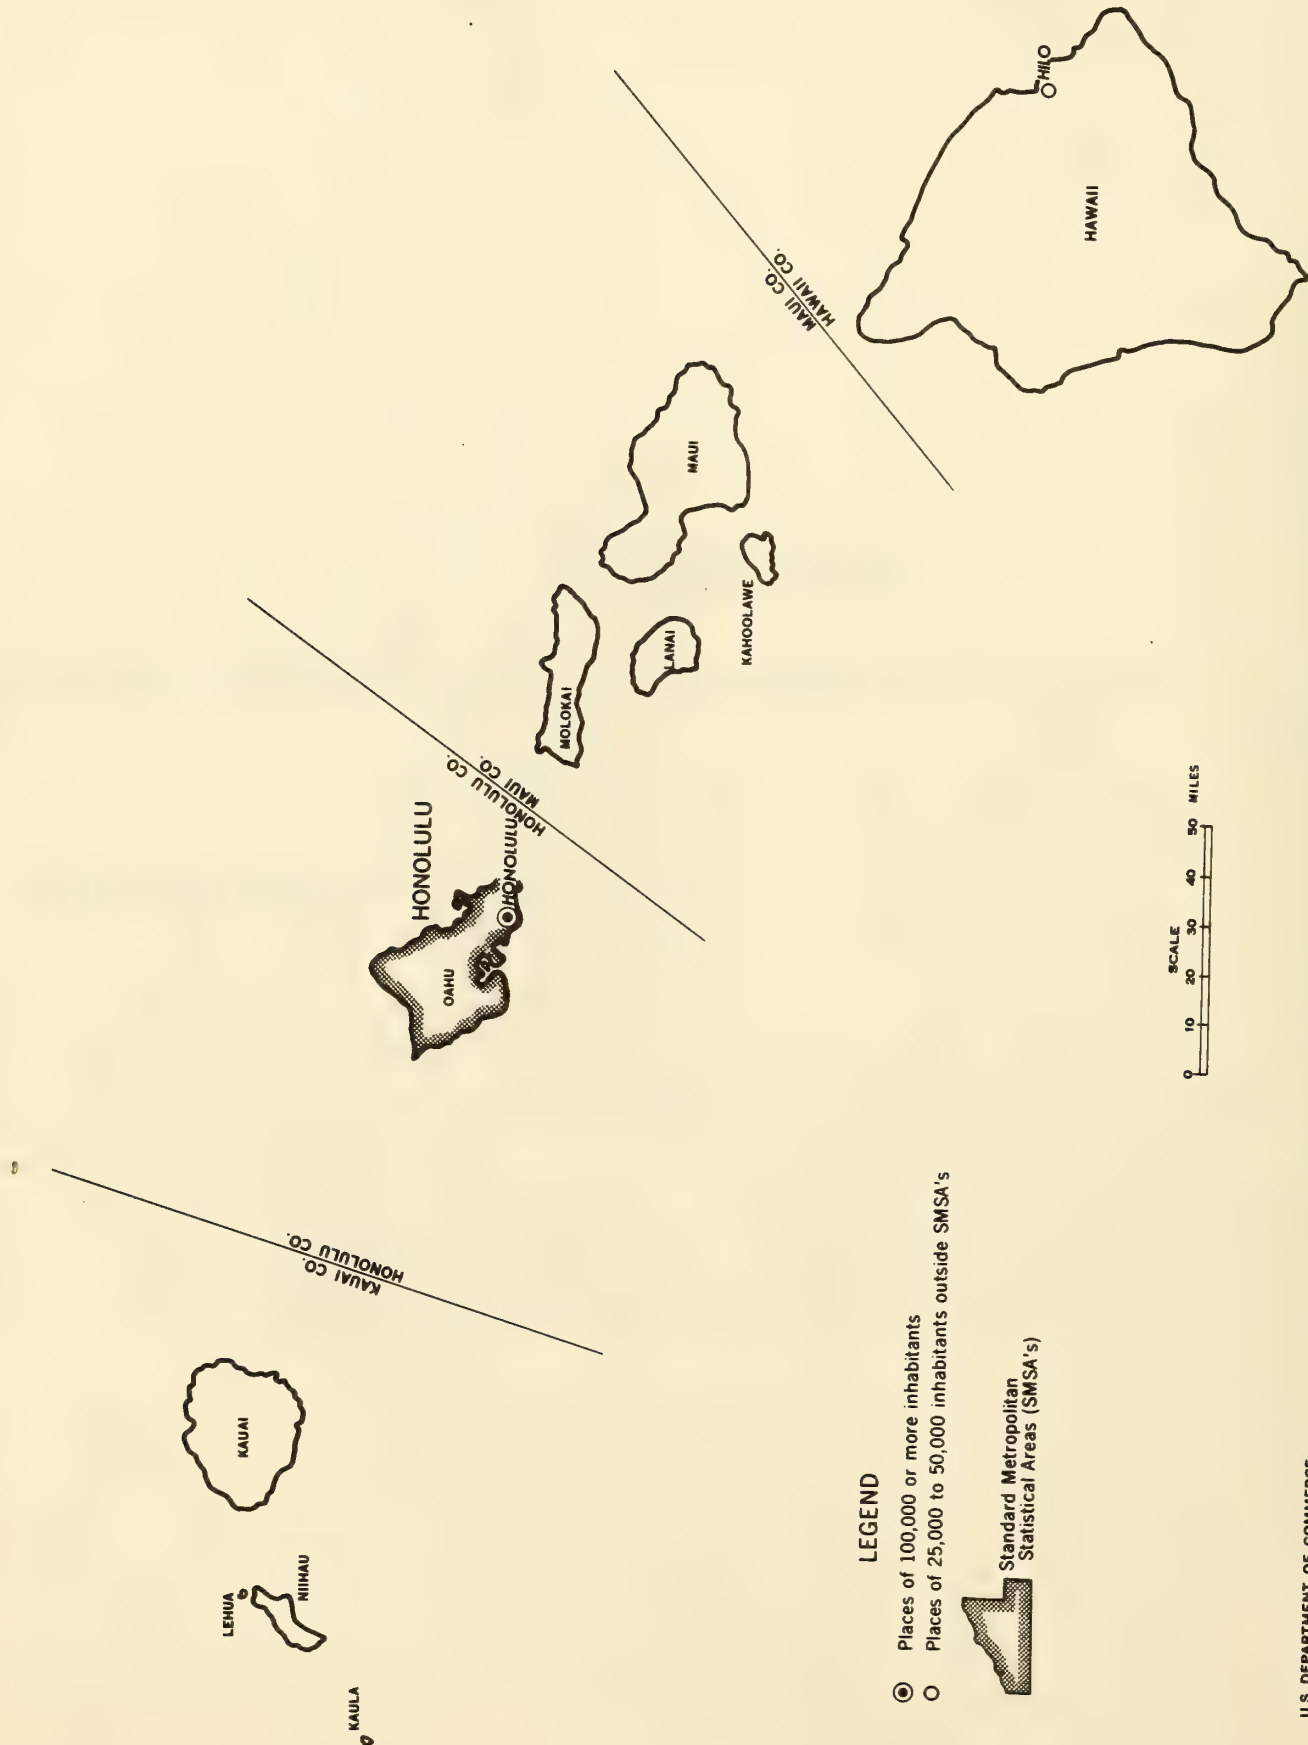 KAULA
LEHUA
NIIHAU
KAUAI
KAUAI CO.
HONOLULU CO.
HONOLULU
OAHU
HONOLULU
HONOLULU CO.
MAUI CO.
MOLOKAI
LANAI
KAHOOLAWE
MAUI
MAUI CO.
HAWAII CO.
HILO
HAWAII
LEGEND
Places of 100,000 or more inhabitants
Places of 25,000 to 50,000 inhabitants outside SMSA's
Standard Metropolitan
Statistical Areas (SMSA's)
SCALE
0 10 20 30 40 50 MILES
U.S. DEPARTMENT OF COMMERCE